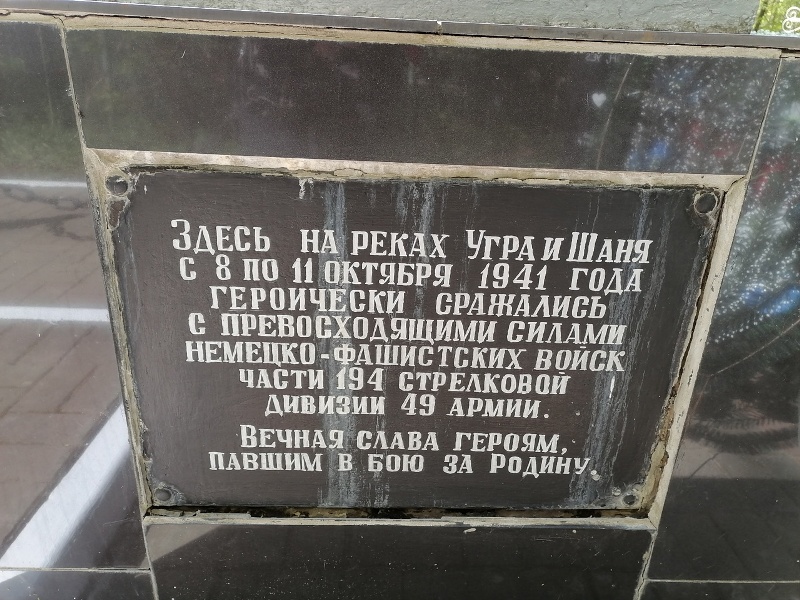 Здесь на реках Угра и Шаня
с 8 по 11 октября 1941 года
героически сражались
с превосходящими силами
немецко-фашистских войск
части 194 стрелковой
дивизии 49 армии.
Вечная слава героям,
павшим в бою за Родину.